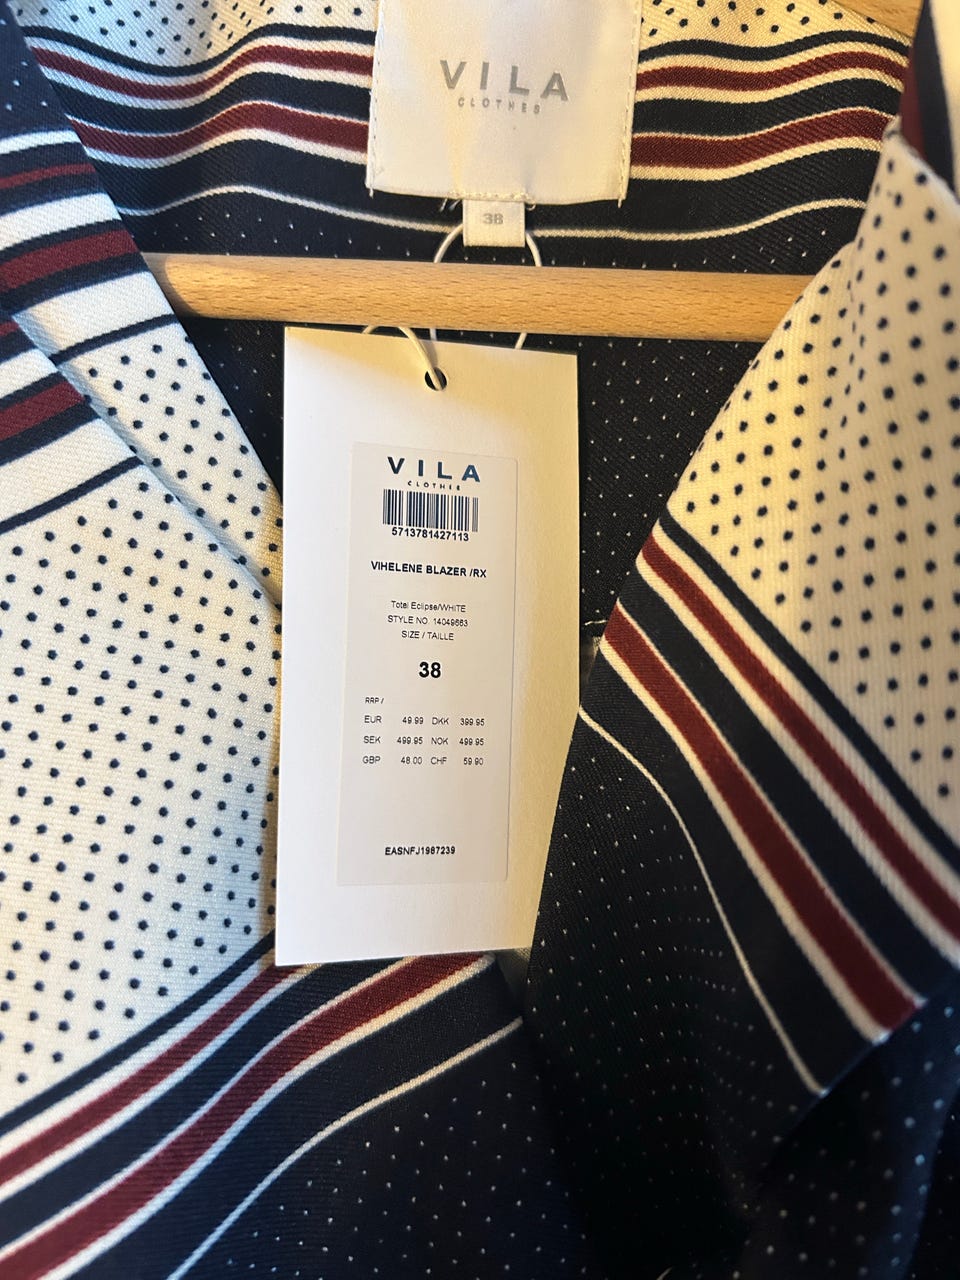 VILA
CLOTHES
38
VILA
CLOTHES
5713781427113
VIHELENE BLAZER /RX
Total Eclipse/WHITE
STYLE NO. 14049663
SIZE / TAILLE
38
RRP /
EUR 49.99 DKK 399.95
SEK 499.95 NOK 499.95
GBP 48.00 CHF 59.90
EASNFJ1987239